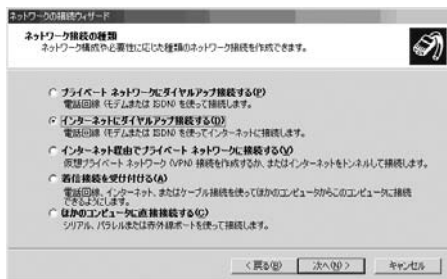 ネットワークの接続ウィザード
ネットワーク接続の種類
ネットワーク構成や必要性に応じた種類のネットワーク接続を作成できます。
プライベート ネットワークにダイヤルアップ接続する(P)
電話回線 (モデムまたは ISDN) を使って接続します。
インターネットにダイヤルアップ接続する(D)
電話回線 (モデムまたは ISDN) を使ってインターネットに接続します。
インターネット経由でプライベート ネットワークに接続する(V)
仮想プライベート ネットワーク (VPN) 接続を作成するか、またはインターネットをトンネルして接続します。
着信接続を受け付ける(A)
電話回線、インターネット、またはケーブル接続を使ってほかのコンピュータからこのコンピュータに接続
できるようにします。
ほかのコンピュータに直接接続する(C)
シリアル、パラレルまたは赤外線ポートを使って接続します。
< 戻る(B) 次へ(N) > キャンセル